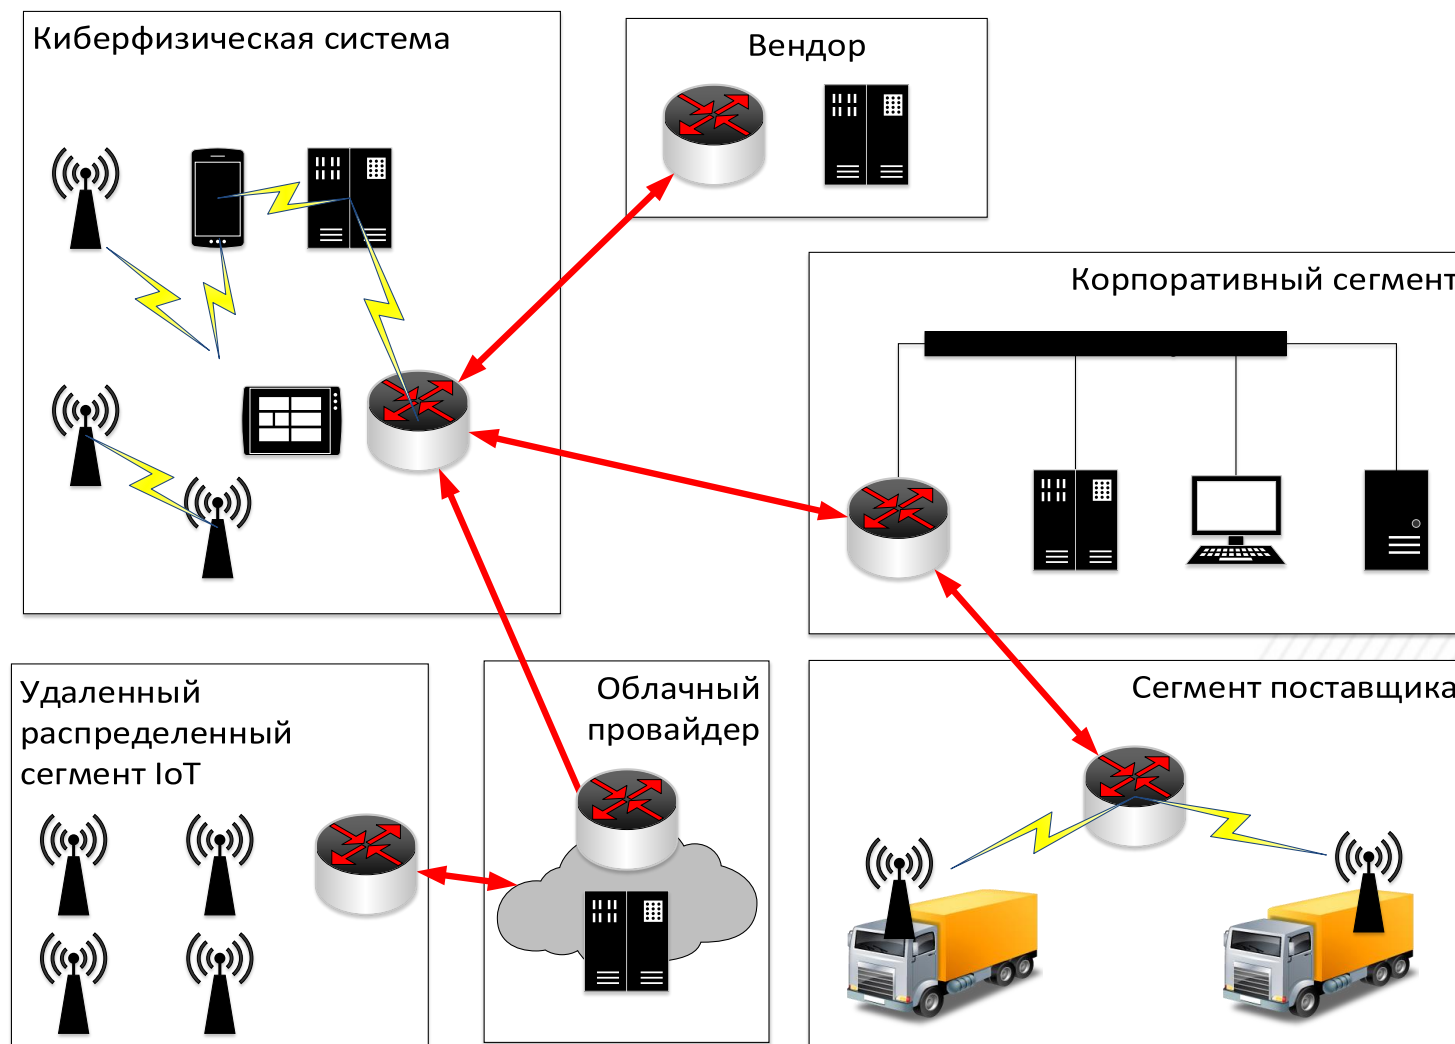 Киберфизическая система
Вендор
Корпоративный сегмент
Удаленный
распределенный
сегмент IoT
Облачный
провайдер
Сегмент поставщика